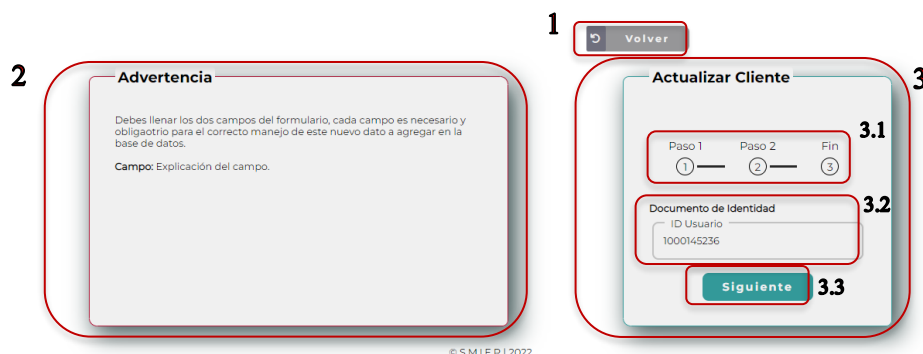 1
Volver
2
Advertencia
Debes llenar los dos campos del formulario, cada campo es necesario y
obligaotrio para el correcto manejo de este nuevo dato a agregar en la
base de datos.
Campo: Explicación del campo.
3
Actualizar Cliente
3.1
Paso 1 Paso 2 Fin
1 2 3
3.2
Documento de Identidad
ID Usuario
1000145236
Siguiente
3.3
© S.M.I.E.P | 2022